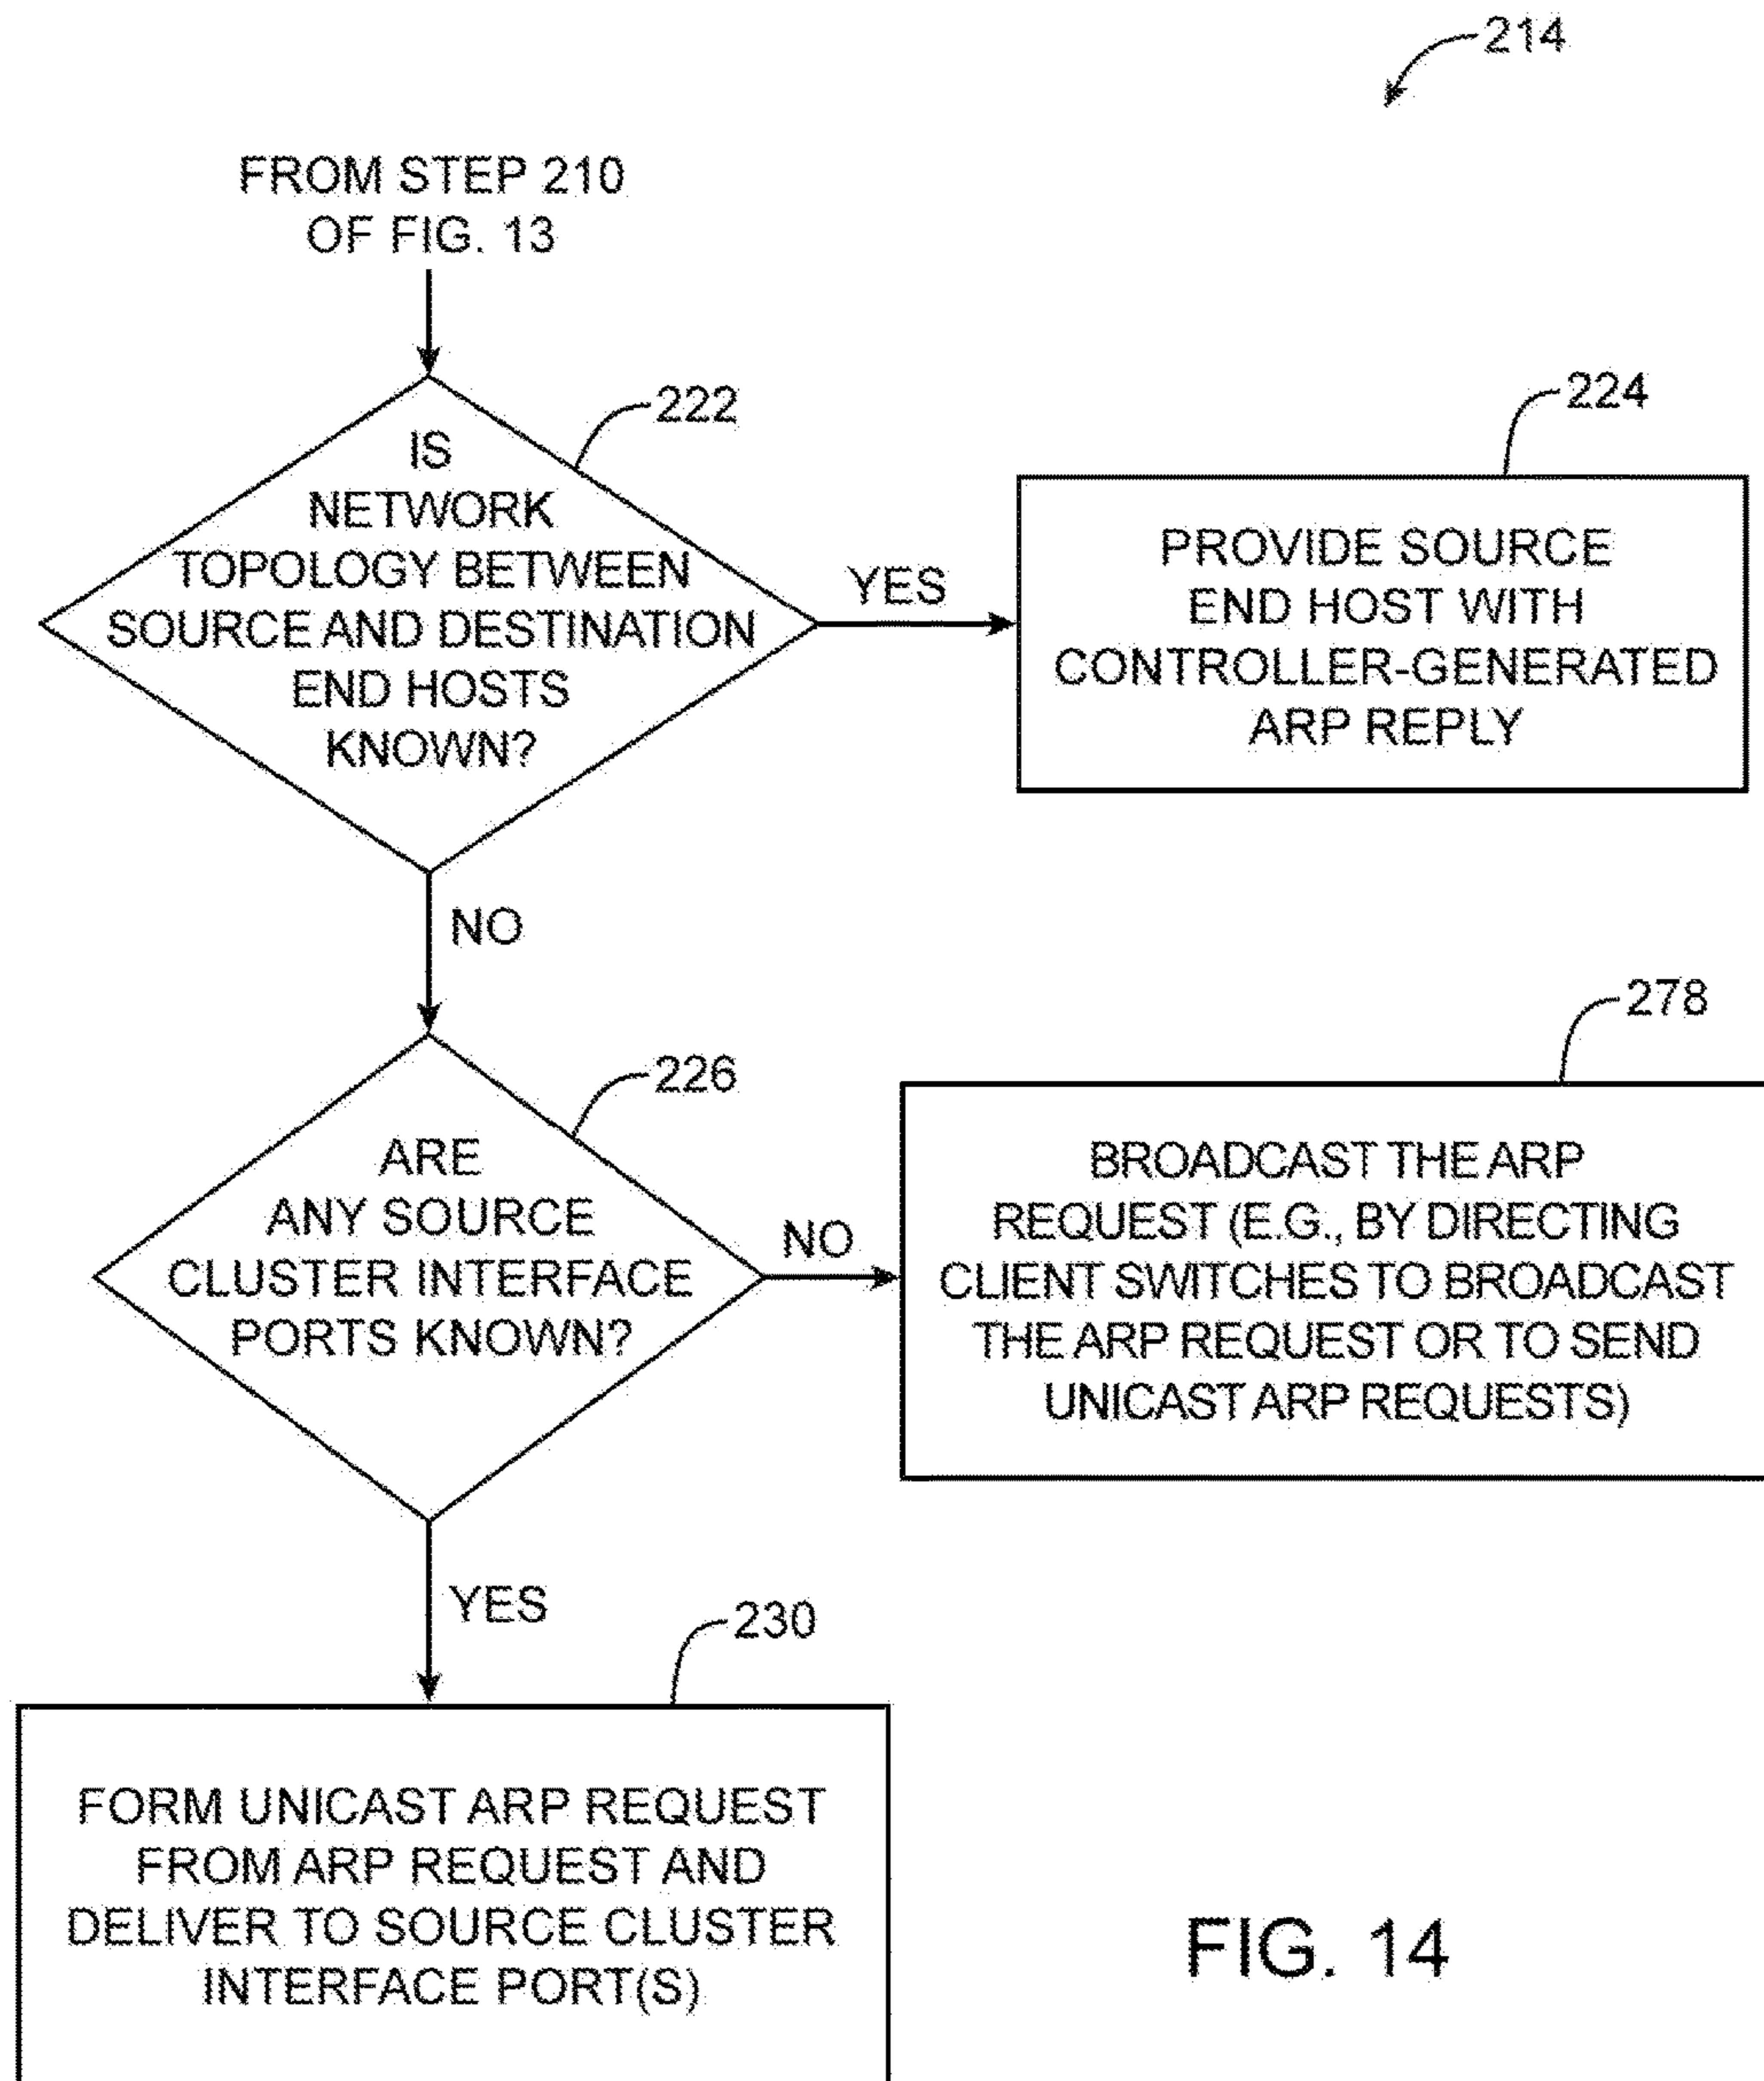 214
FROM STEP 210
OF FIG. 13
222
IS
NETWORK
TOPOLOGY BETWEEN
SOURCE AND DESTINATION
END HOSTS
KNOWN?
YES
224
PROVIDE SOURCE
END HOST WITH
CONTROLLER-GENERATED
ARP REPLY
NO
226
ARE
ANY SOURCE
CLUSTER INTERFACE
PORTS KNOWN?
NO
278
BROADCAST THE ARP
REQUEST (E.G., BY DIRECTING
CLIENT SWITCHES TO BROADCAST
THE ARP REQUEST OR TO SEND
UNICAST ARP REQUESTS)
YES
230
FORM UNICAST ARP REQUEST
FROM ARP REQUEST AND
DELIVER TO SOURCE CLUSTER
INTERFACE PORT(S)
FIG. 14